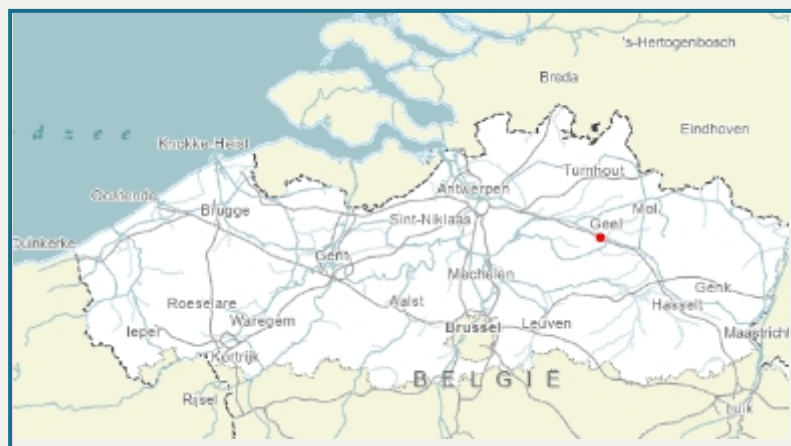 's-Hertogenbosch
Breda
d z e e
Eindhoven
Knokke-Heist
Turnhout
Antwerpen
Oostende
Mol
Brugge
Sint-Niklaas
Geel
Duinkerke
Gent
Mechelen
Genk
Roeselare
Aalst
Hasselt
Waregem
Brussel
Leuven
Ieper
Maastricht
Kortrijk
BELGIË
Rijsel
Luik